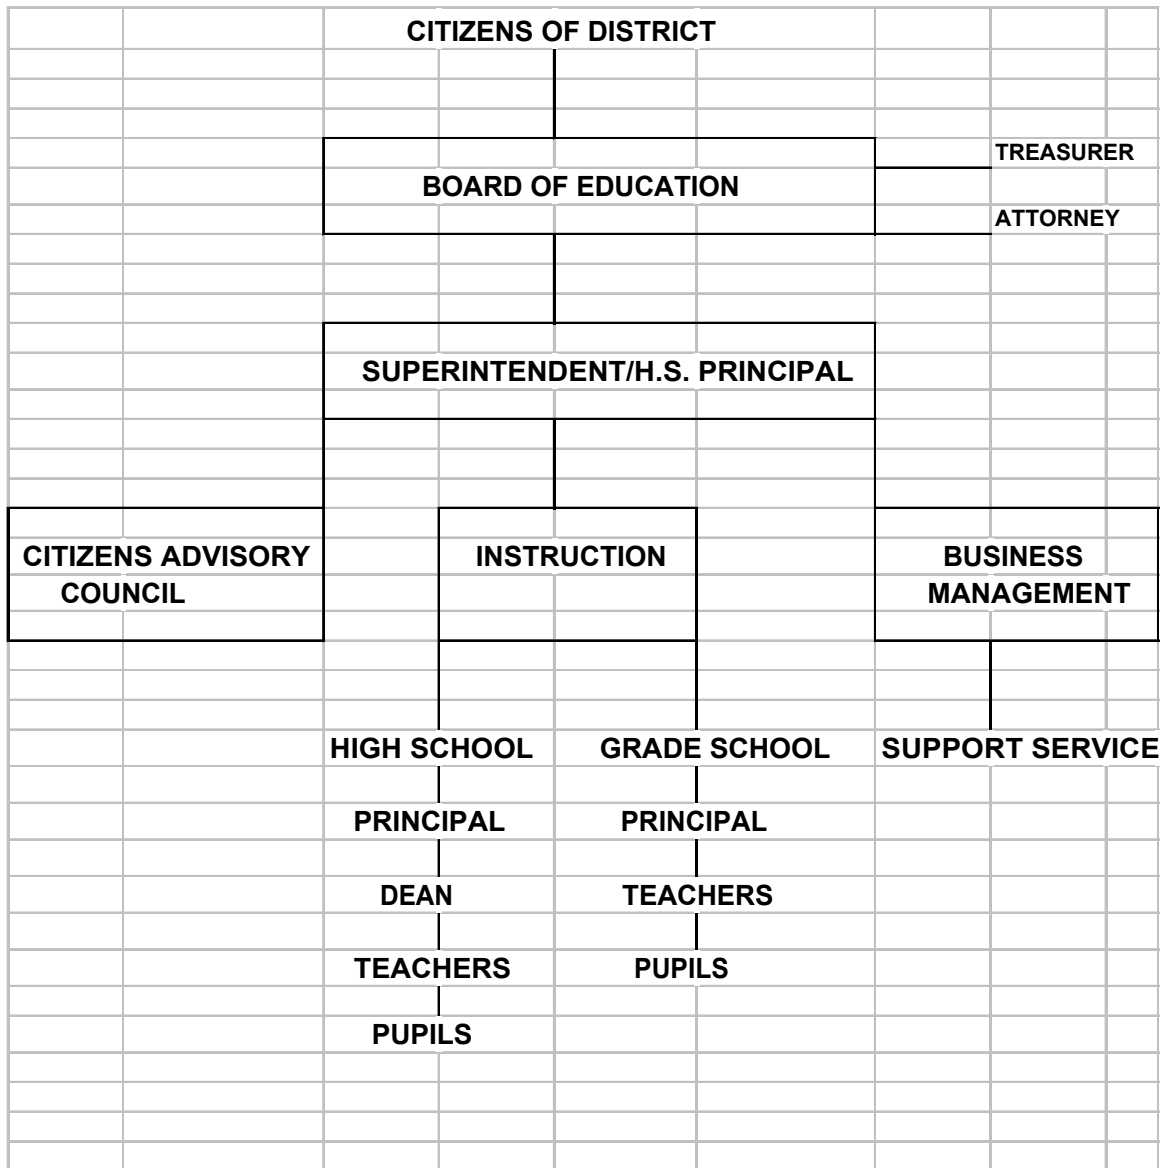 CITIZENS OF DISTRICT
TREASURER
BOARD OF EDUCATION
ATTORNEY
SUPERINTENDENT/H.S. PRINCIPAL
CITIZENS ADVISORY
COUNCIL
INSTRUCTION
BUSINESS
MANAGEMENT
HIGH SCHOOL
GRADE SCHOOL
SUPPORT SERVICE
PRINCIPAL
PRINCIPAL
DEAN
TEACHERS
TEACHERS
PUPILS
PUPILS